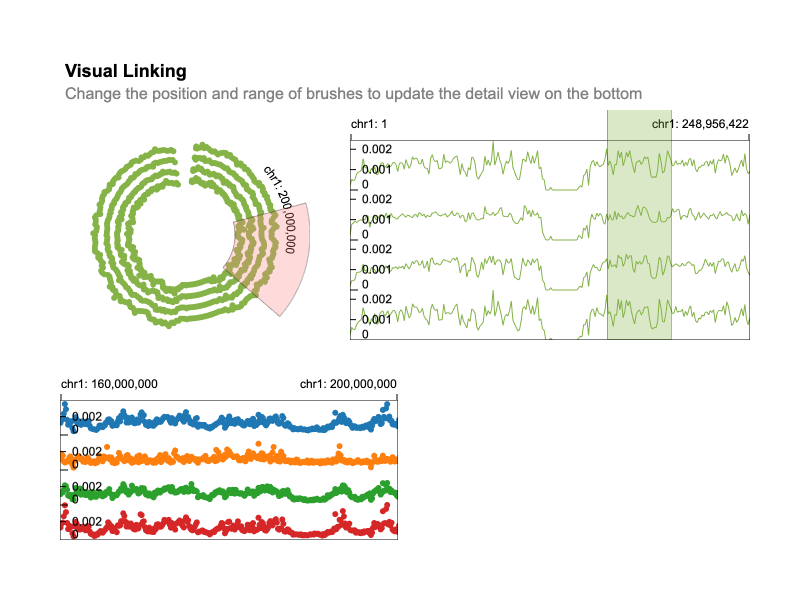 Visual Linking
Change the position and range of brushes to update the detail view on the bottom
chr1: 1
chr1: 248,956,422
0.002
0.001
0
0.002
0.001
0
0.002
0.001
0
0.002
0.001
0
chr1: 200,000,000
chr1: 160,000,000
chr1: 200,000,000
0.002
0
0.002
0
0.002
0
0.002
0